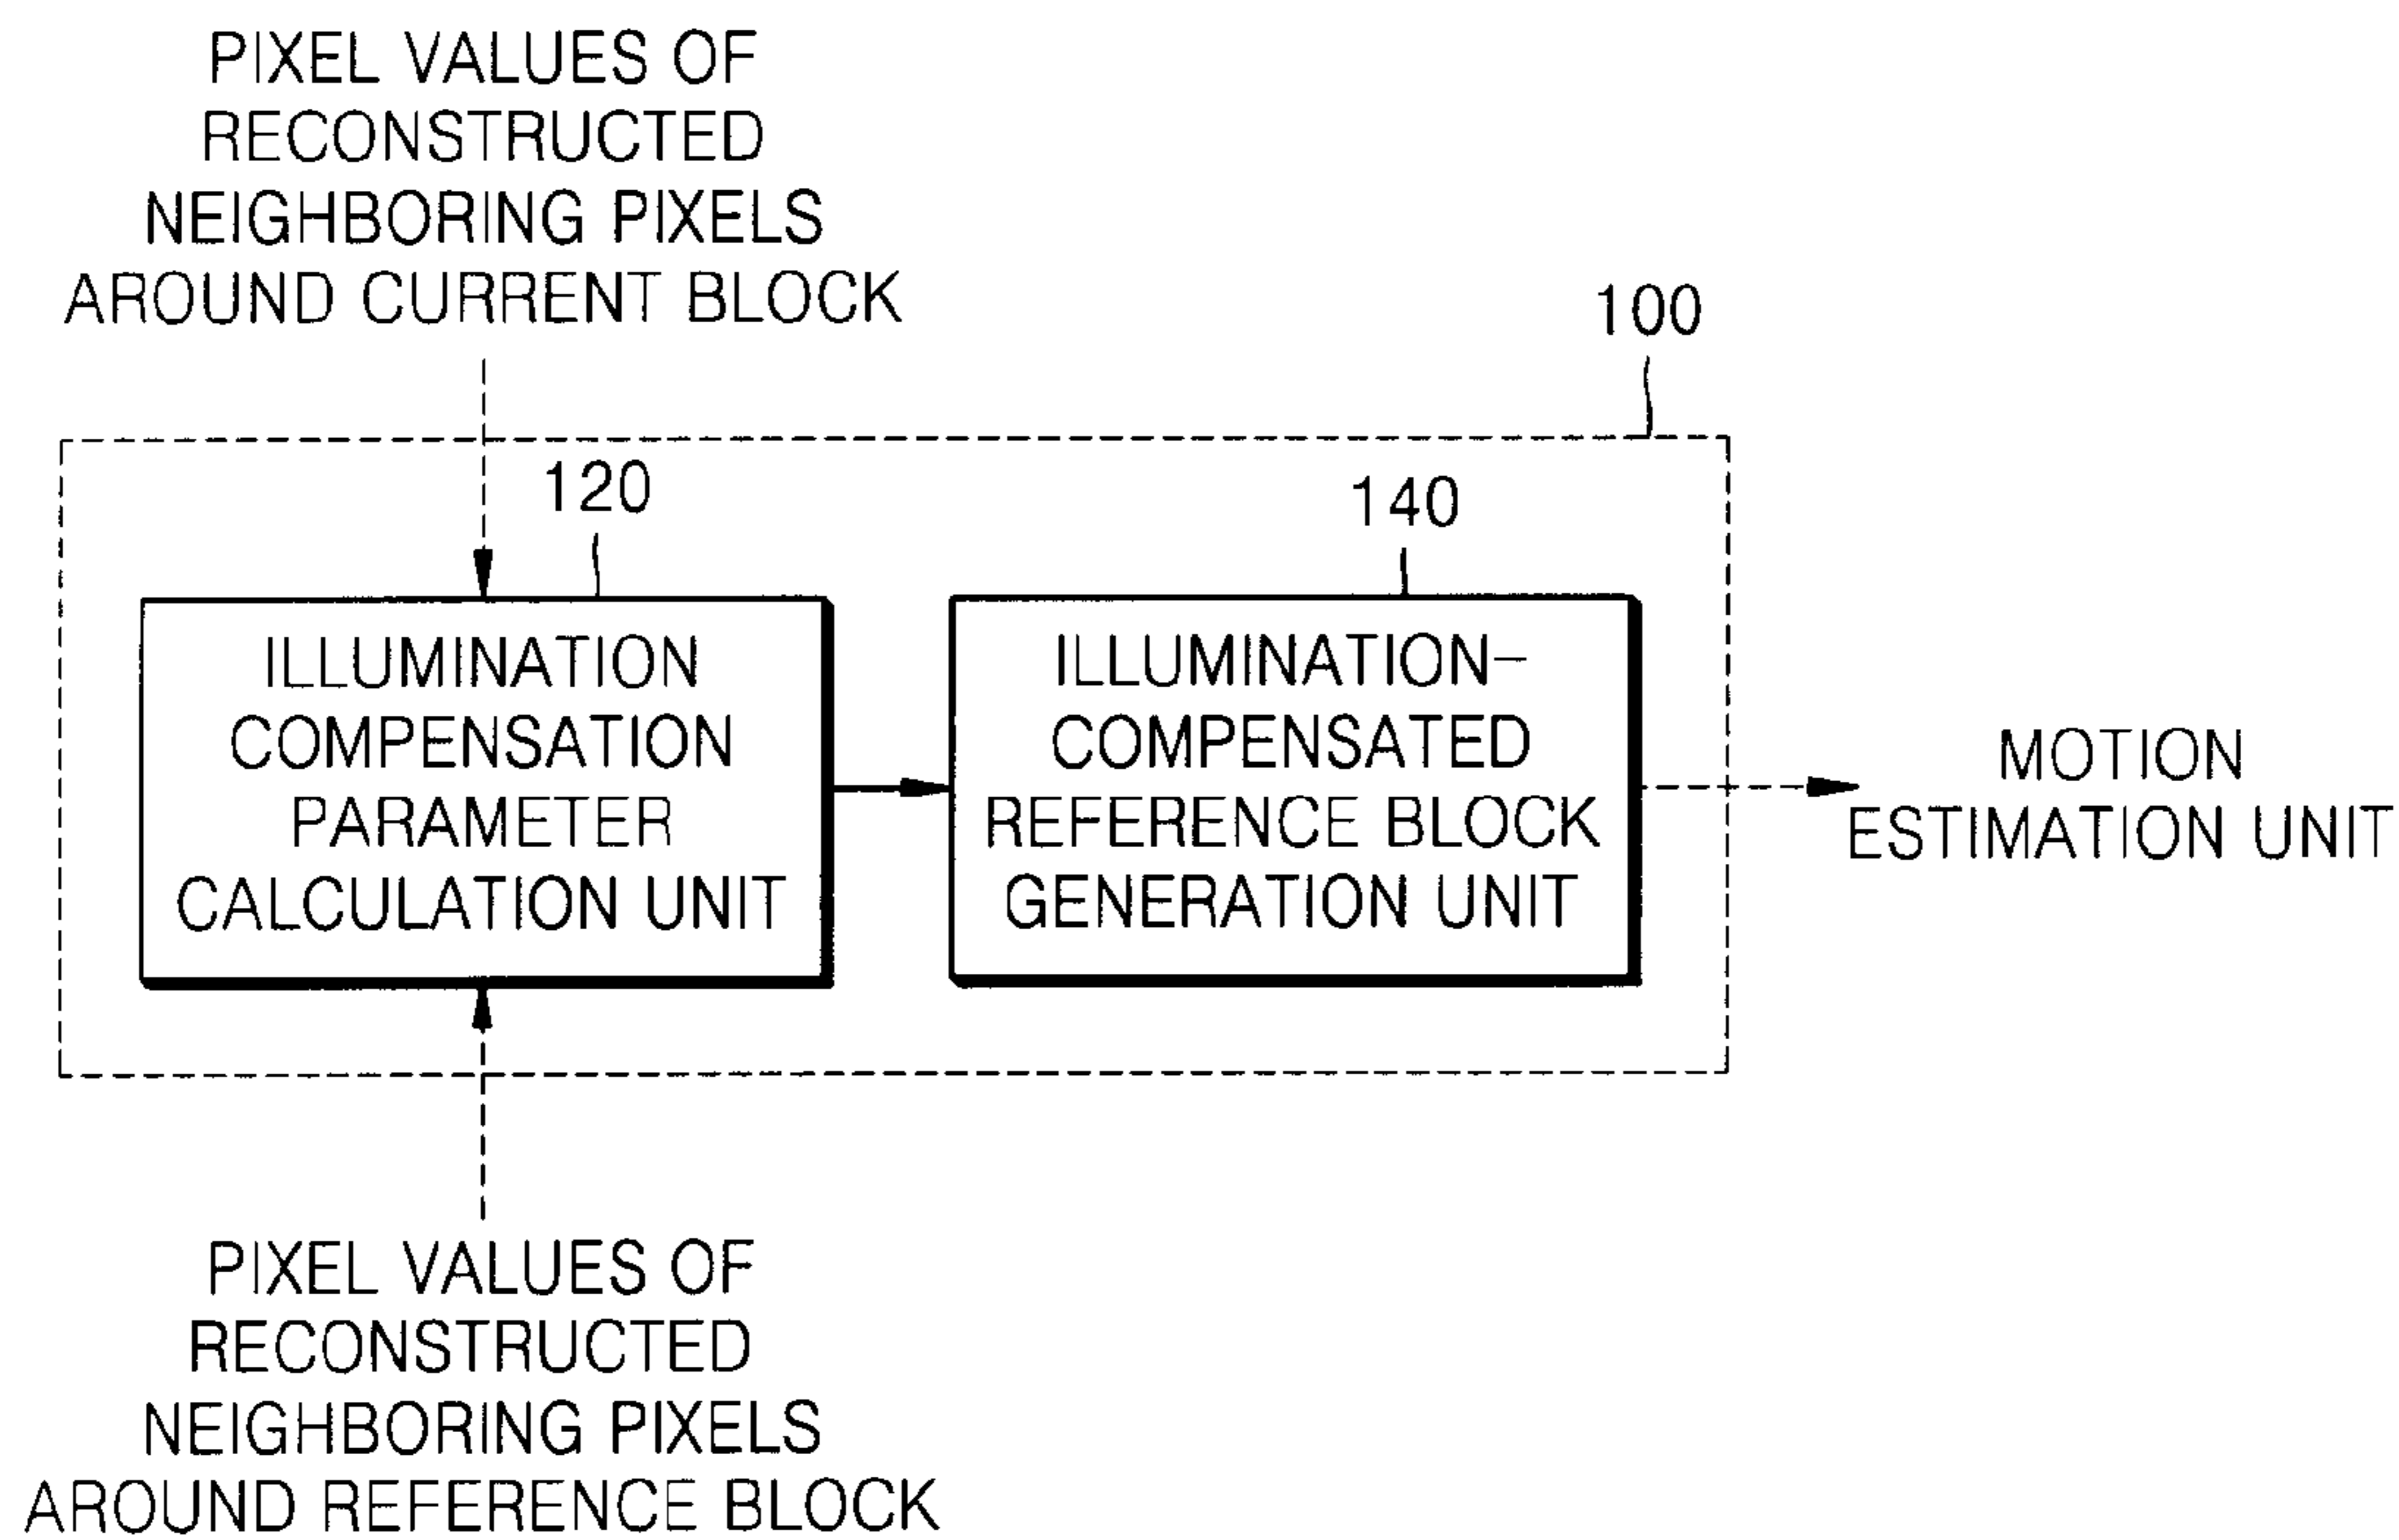 PIXEL VALUES OF
RECONSTRUCTED
NEIGHBORING PIXELS
AROUND CURRENT BLOCK
100
120
140
ILLUMINATION
COMPENSATION
PARAMETER
CALCULATION UNIT
ILLUMINATION–
COMPENSATED
REFERENCE BLOCK
GENERATION UNIT
MOTION
ESTIMATION UNIT
PIXEL VALUES OF
RECONSTRUCTED
NEIGHBORING PIXELS
AROUND REFERENCE BLOCK